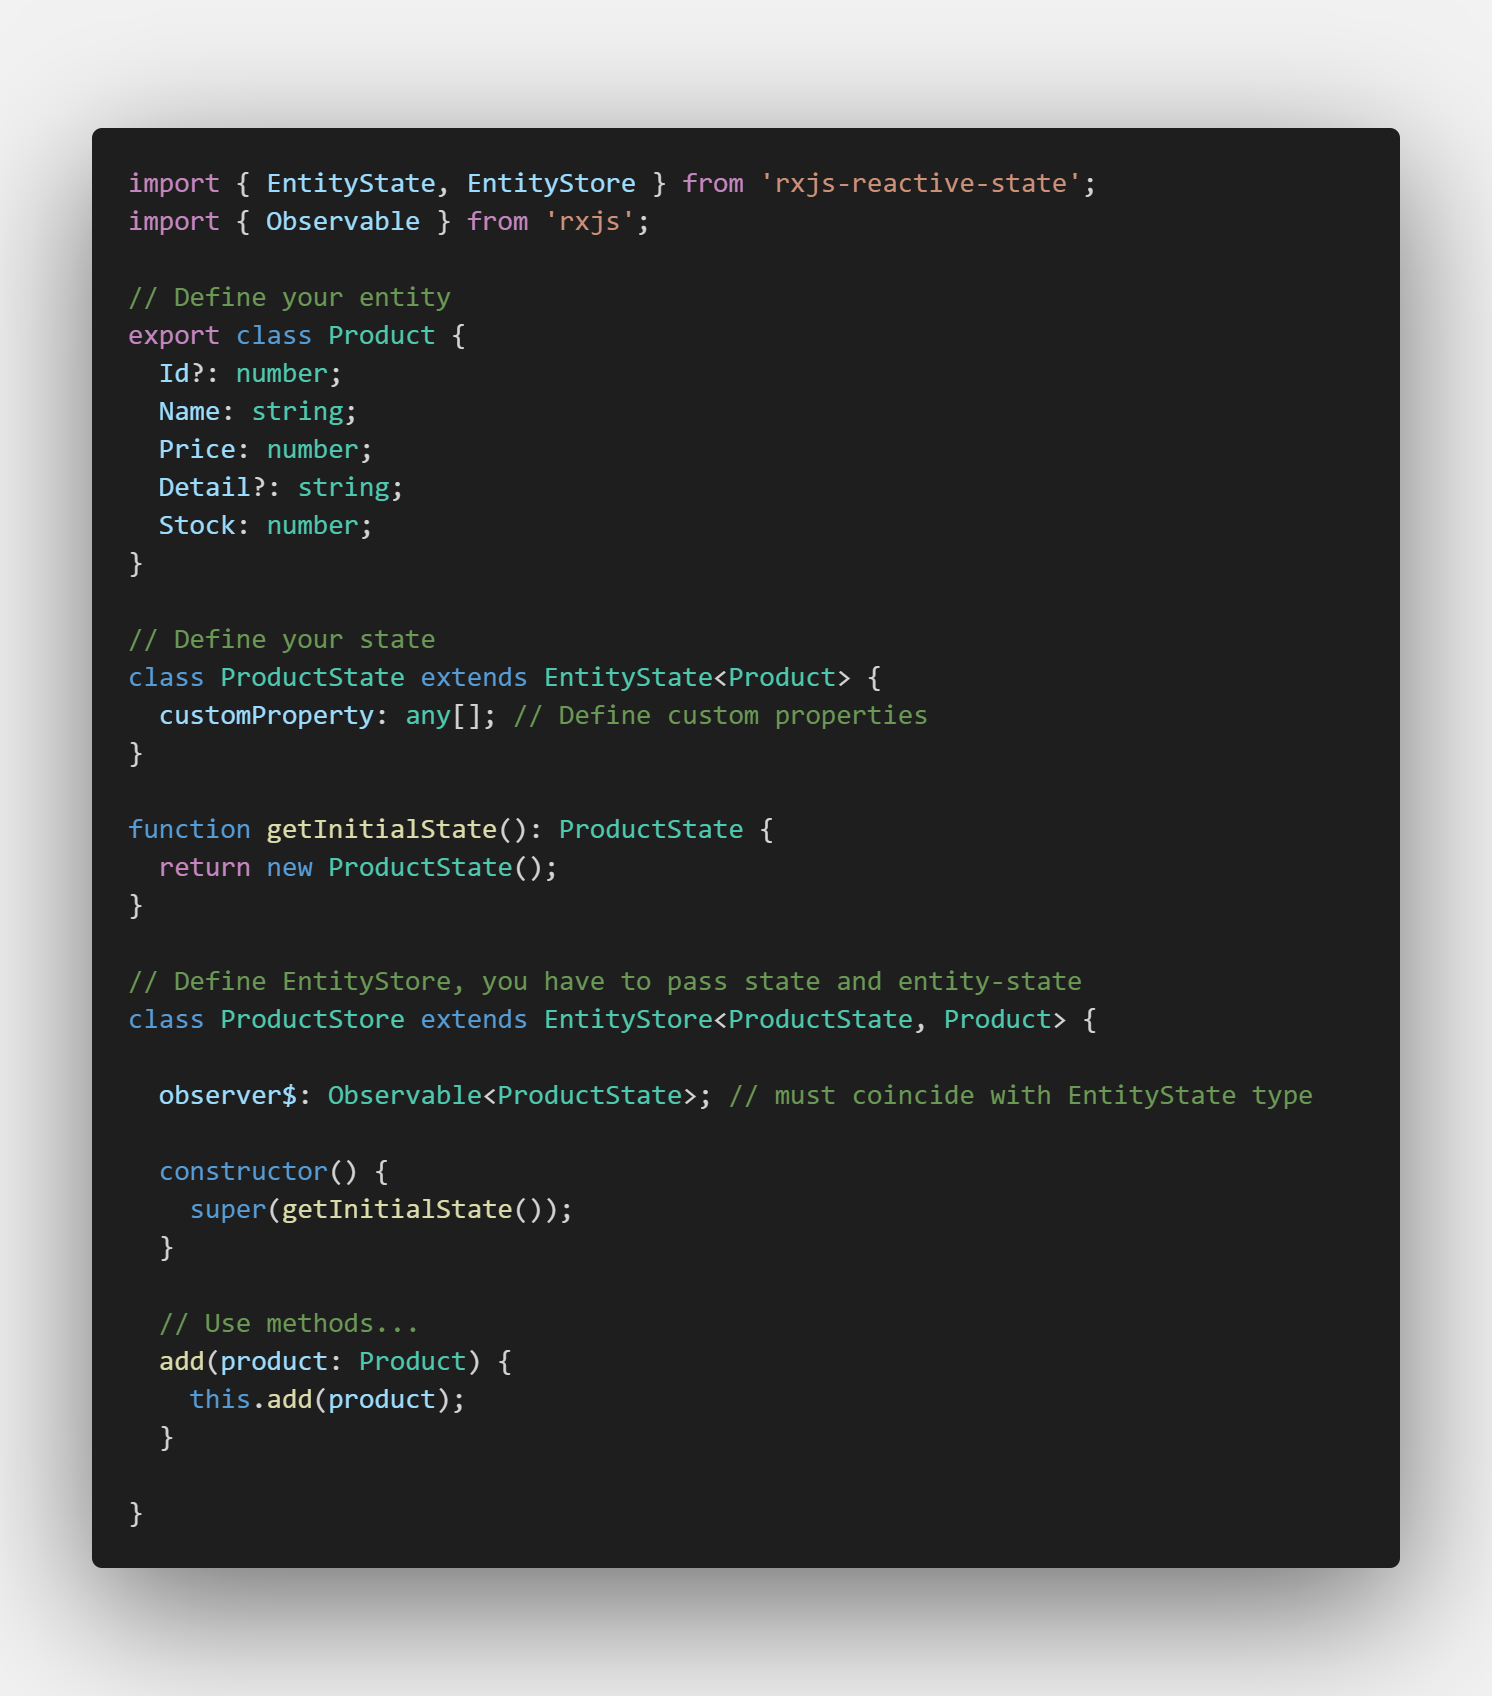 import { EntityState, EntityStore } from 'rxjs-reactive-state';
import { Observable } from 'rxjs';

// Define your entity
export class Product {
  Id?: number;
  Name: string;
  Price: number;
  Detail?: string;
  Stock: number;
}

// Define your state
class ProductState extends EntityState<Product> {
  customProperty: any[]; // Define custom properties
}

function getInitialState(): ProductState {
  return new ProductState();
}

// Define EntityStore, you have to pass state and entity-state
class ProductStore extends EntityStore<ProductState, Product> {

  observer$: Observable<ProductState>; // must coincide with EntityState type

  constructor() {
    super(getInitialState());
  }

  // Use methods...
  add(product: Product) {
    this.add(product);
  }

}